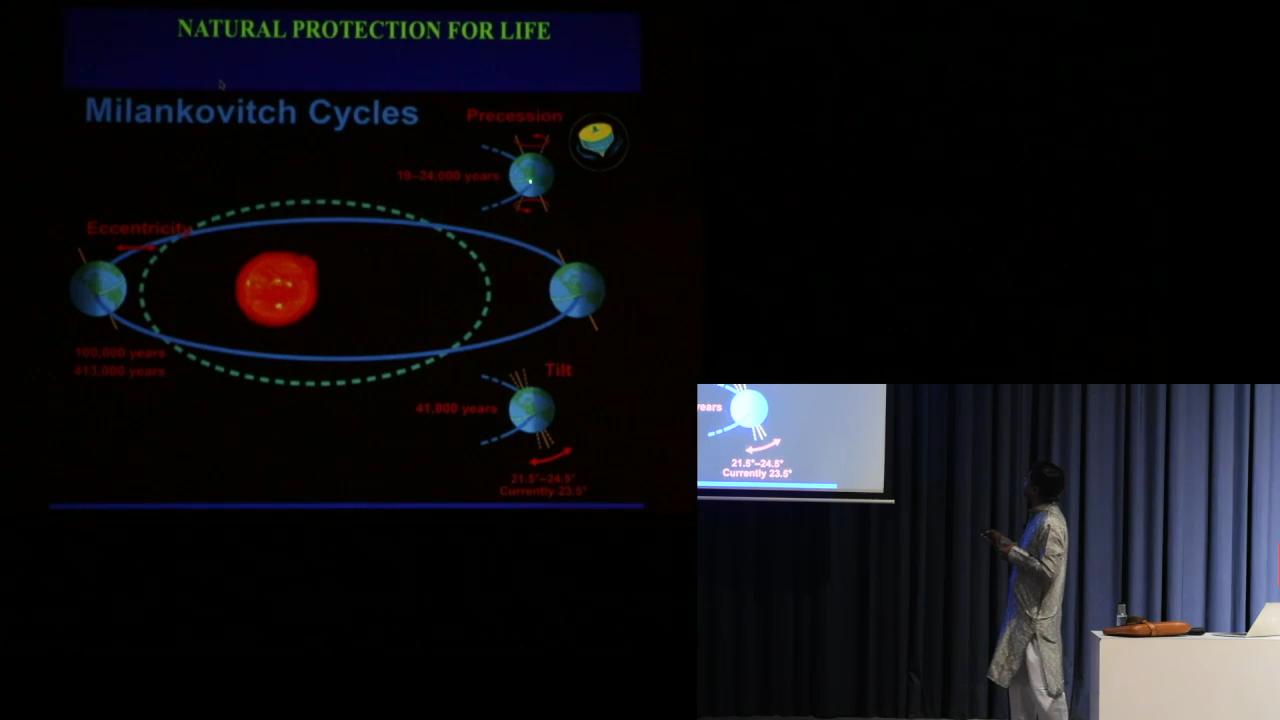 NATURAL PROTECTION FOR LIFE
Milankovitch Cycles
Precession
19–24,000 years
Eccentricity
100,000 years
413,000 years
Tilt
41,000 years
21.5°–24.5°
Currently 23.5°
years
21.5°–24.5°
Currently 23.5°